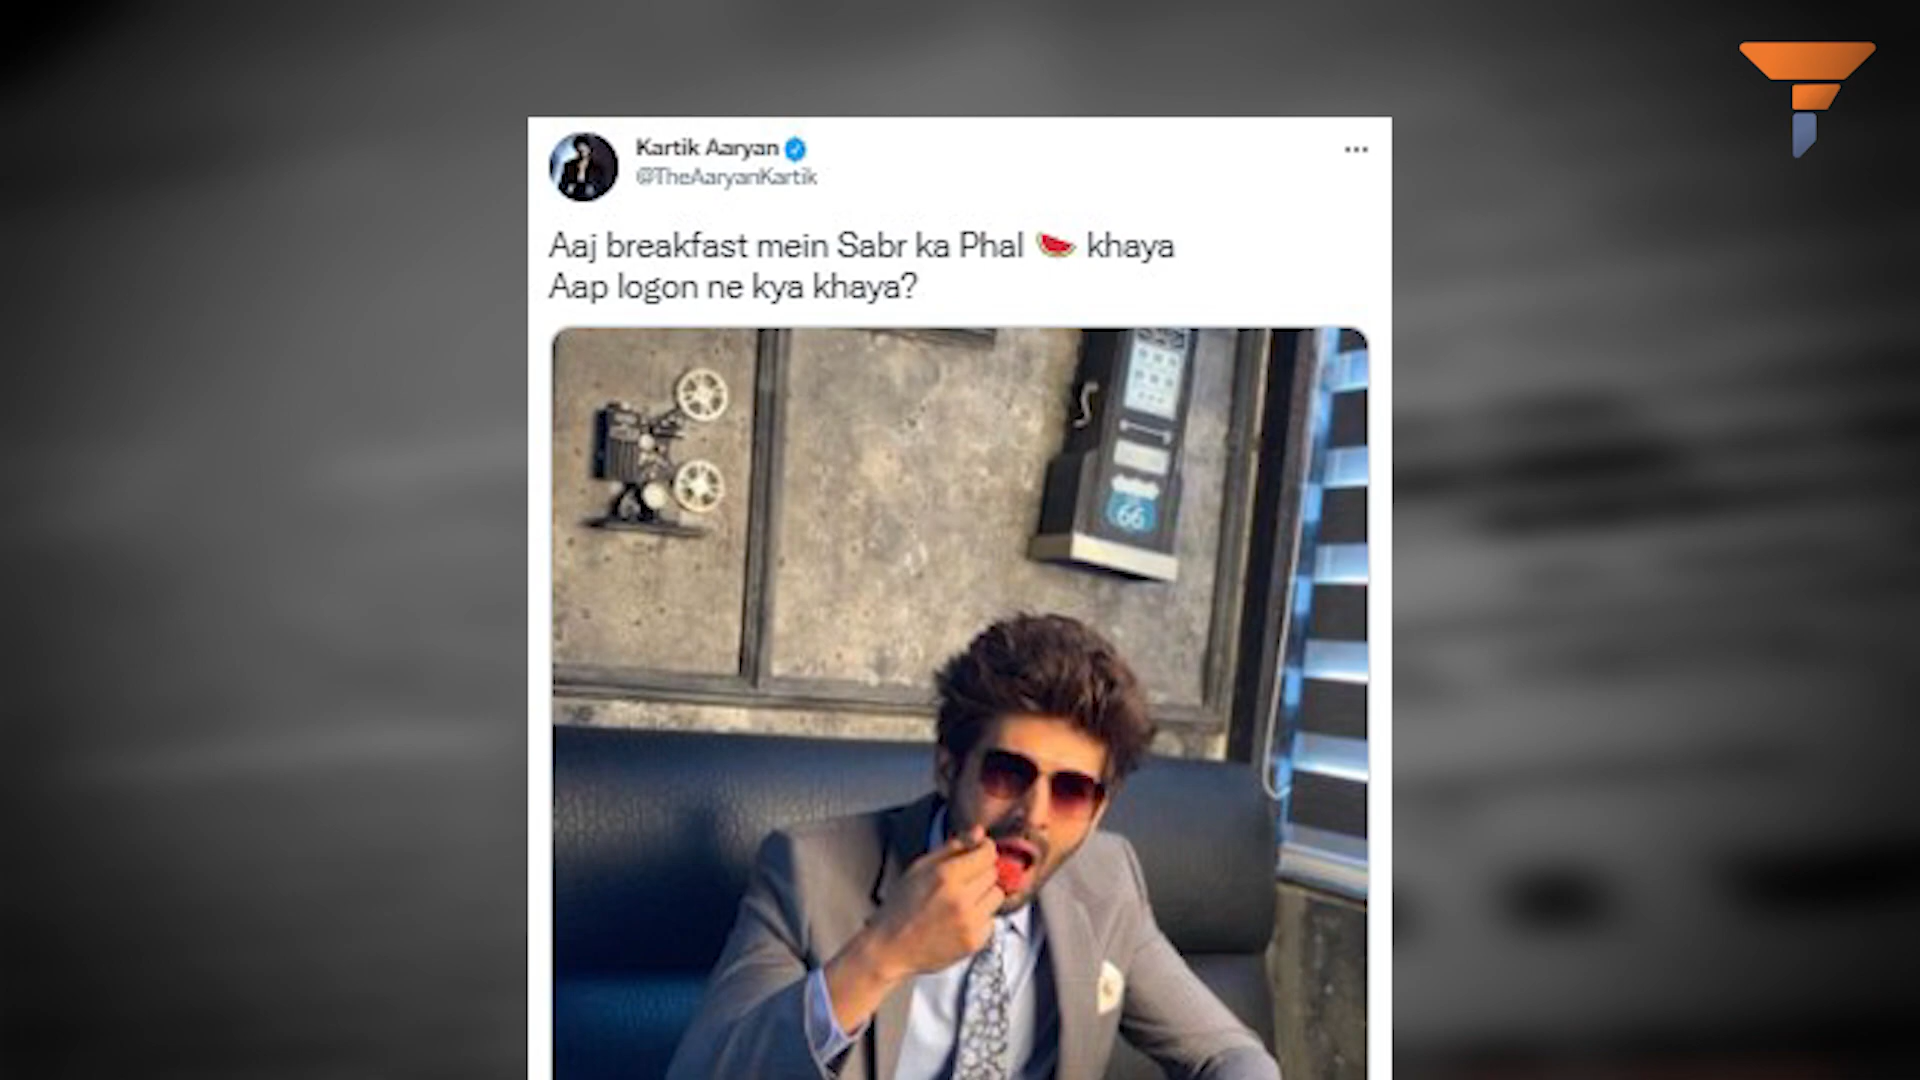 Kartik Aaryan
@TheAaryanKartik
Aaj breakfast mein Sabr ka Phal 🍉 khaya
Aap logon ne kya khaya?
66